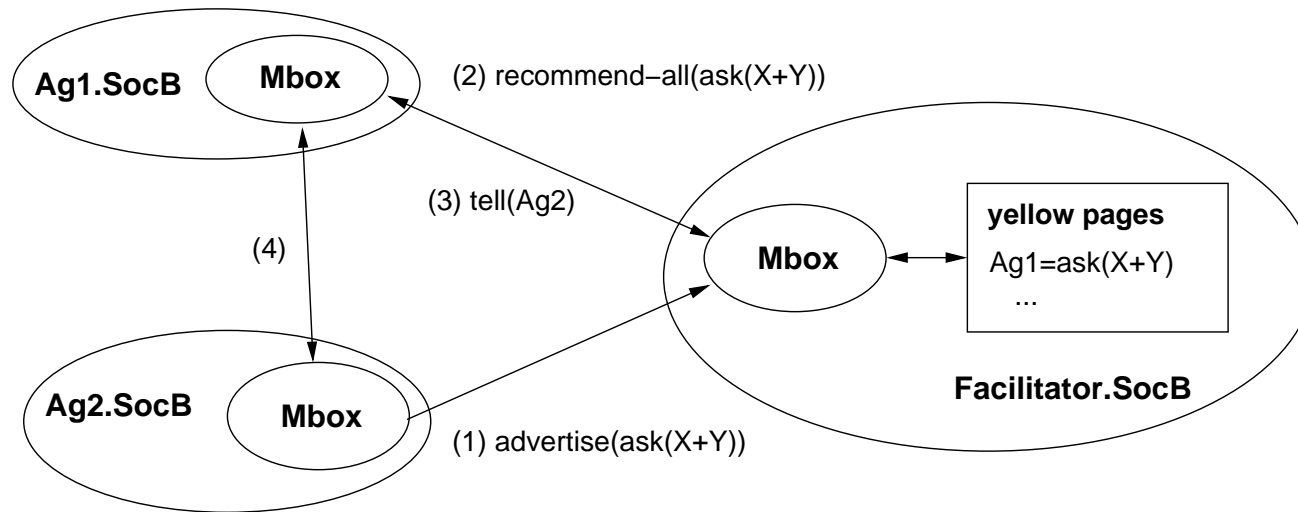 Ag1.SocB
Mbox
(2) recommend−all(ask(X+Y))
(3) tell(Ag2)
(4)
Mbox
yellow pages
Ag1=ask(X+Y)
...
Facilitator.SocB
Ag2.SocB
Mbox
(1) advertise(ask(X+Y))